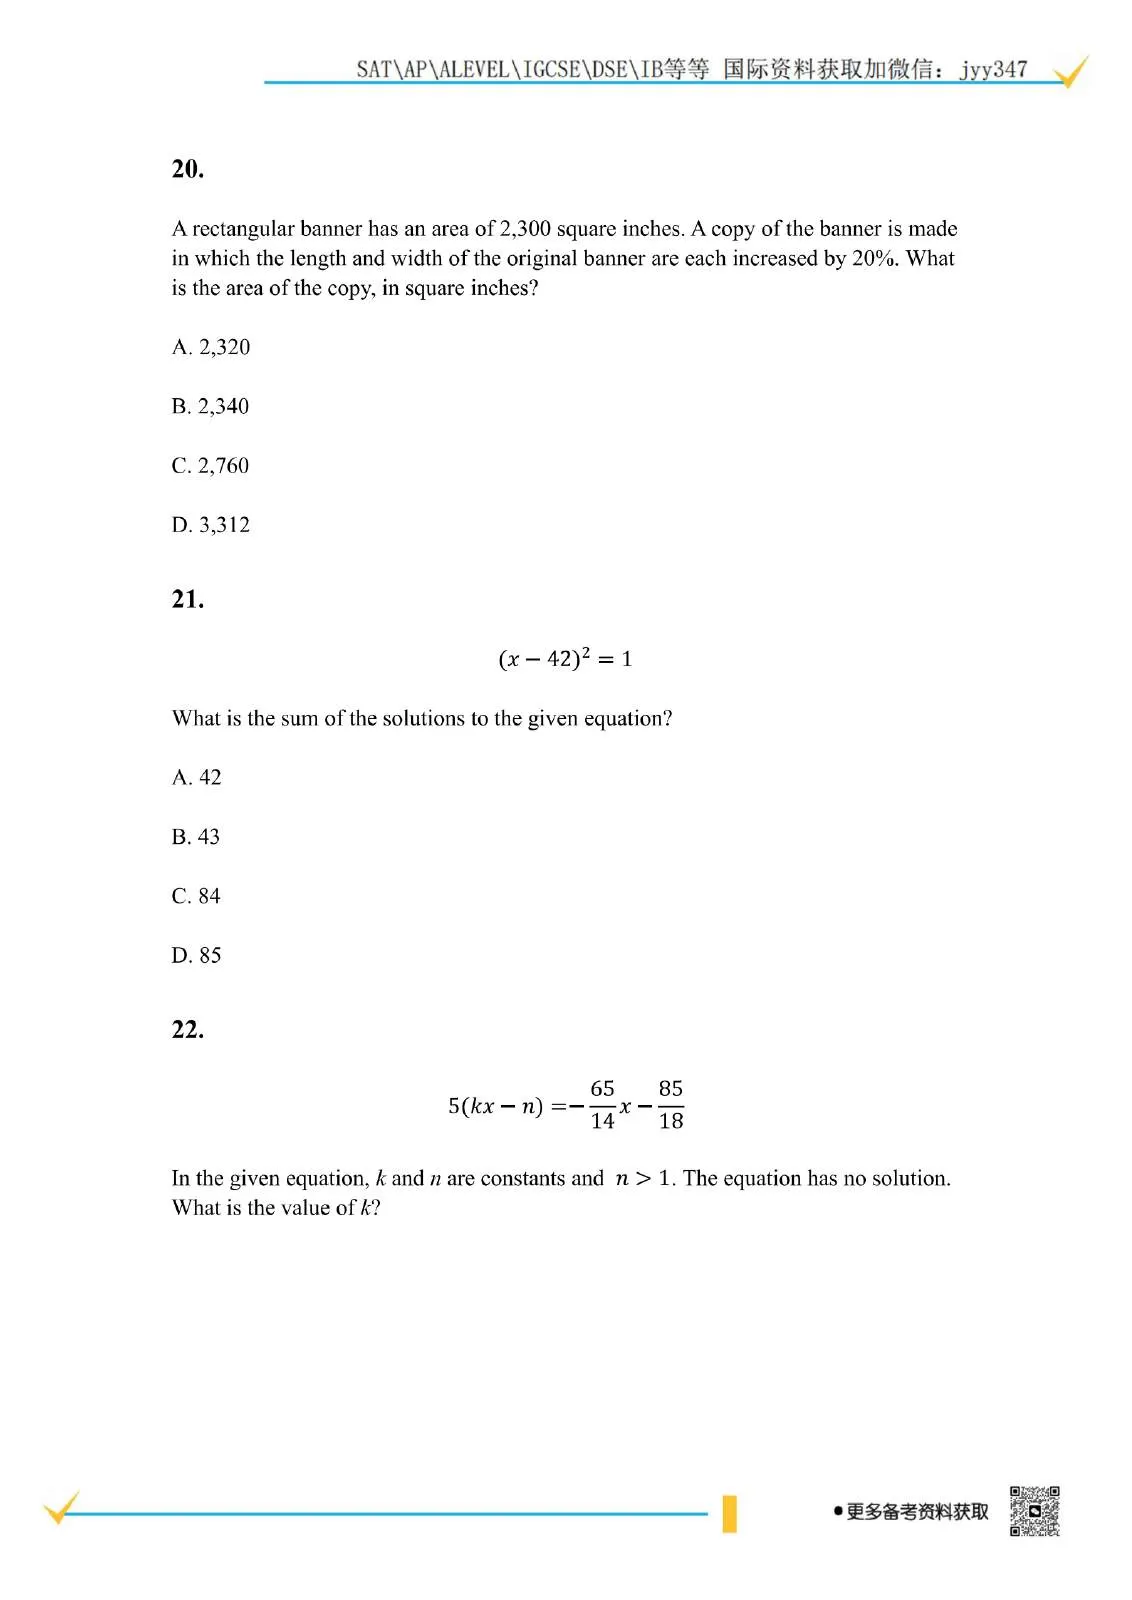 SAT\AP\ALEVEL\IGCSE\DSE\IB等等 国际资料获取加微信：jyy347
20.
A rectangular banner has an area of 2,300 square inches. A copy of the banner is made
in which the length and width of the original banner are each increased by 20%. What
is the area of the copy, in square inches?
A. 2,320
B. 2,340
C. 2,760
D. 3,312
21.
(x − 42)² = 1
What is the sum of the solutions to the given equation?
A. 42
B. 43
C. 84
D. 85
22.
5(kx − n) =− 65/14 x − 85/18
In the given equation, k and n are constants and n > 1. The equation has no solution.
What is the value of k?
•更多备考资料获取